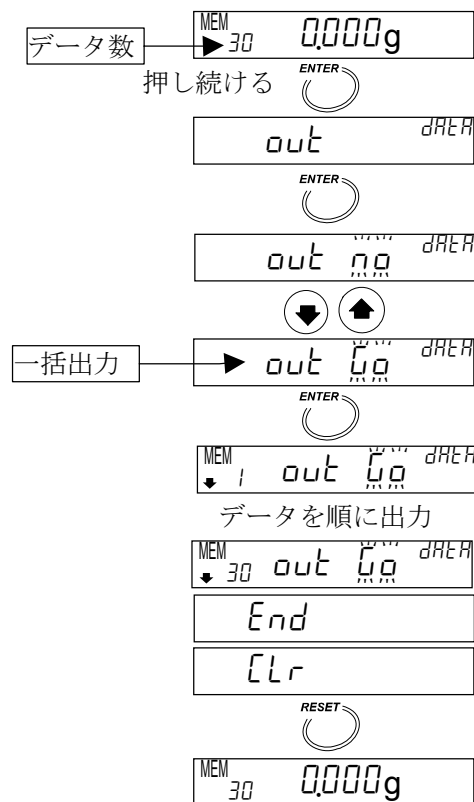 MEM
データ数 30 0.000g
押し続ける ENTER
out dAtA
ENTER
out no dAtA
一括出力 out Go dAtA
ENTER
MEM
1 out Go dAtA
データを順に出力
MEM
30 out Go dAtA
End
CLr
RESET
MEM
30 0.000g